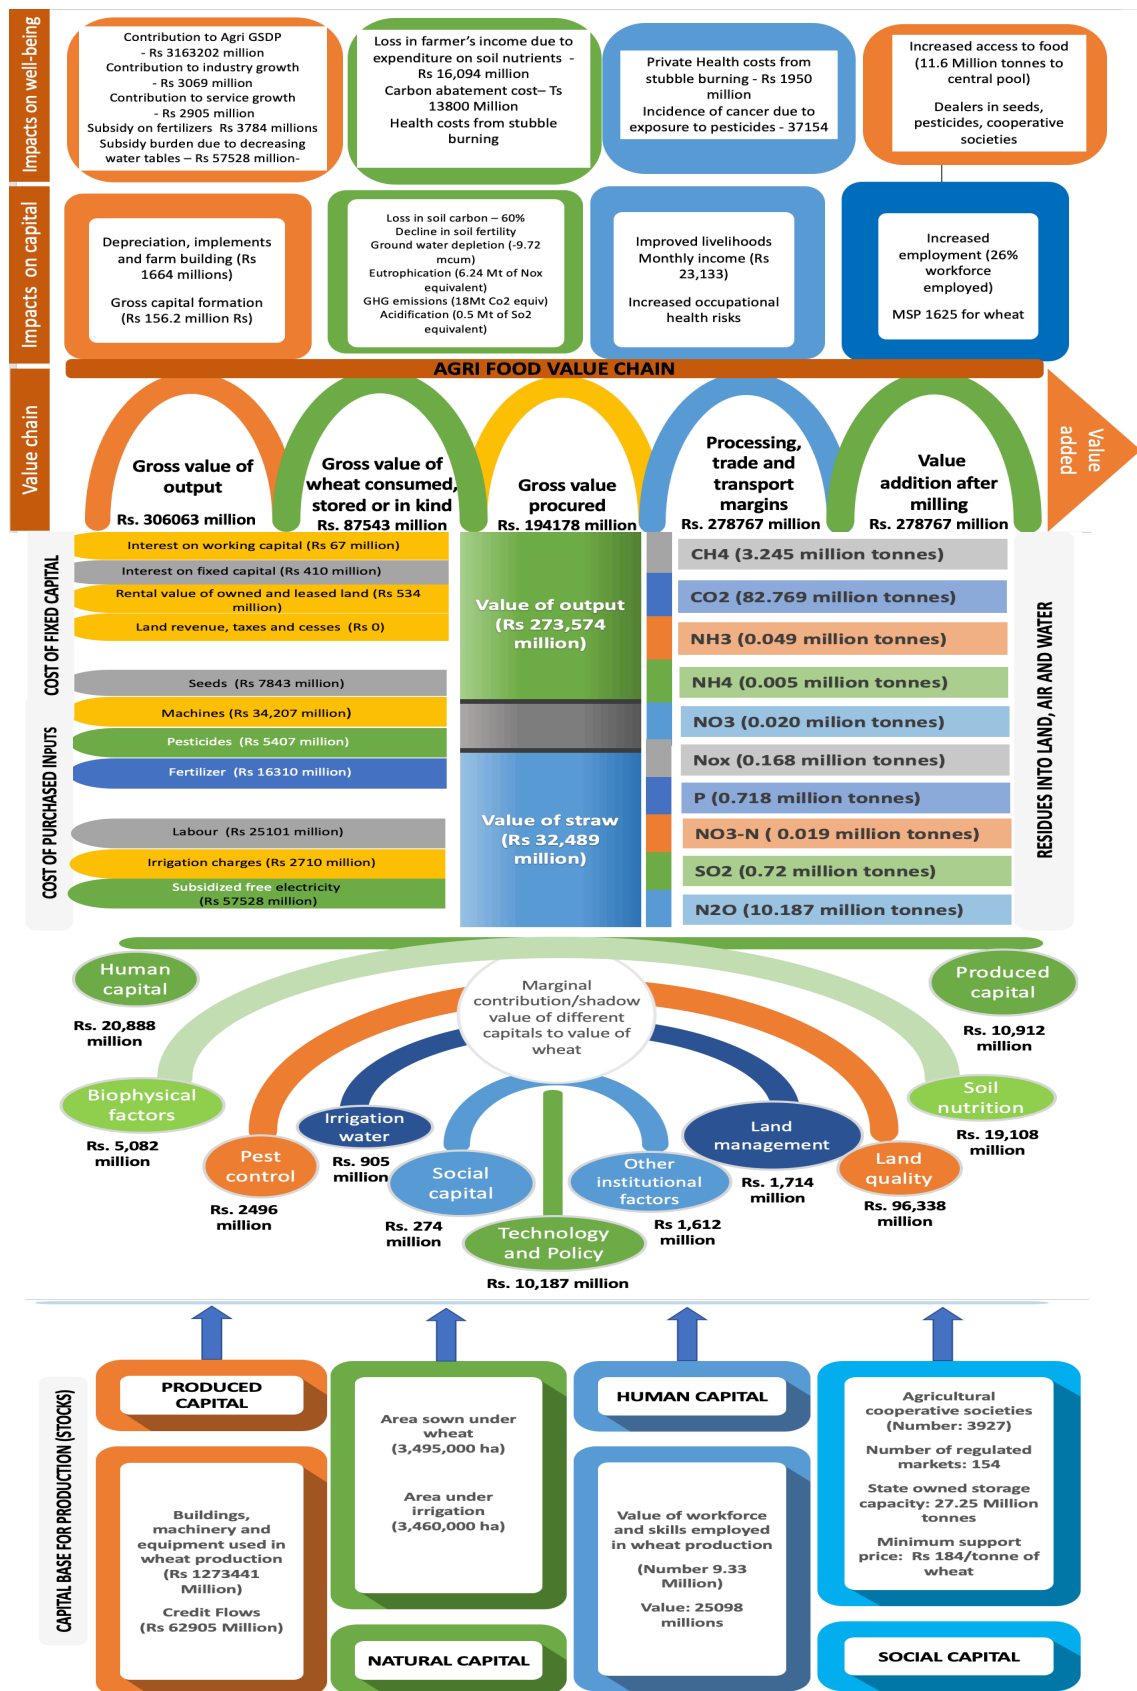 Impacts on well-being
Contribution to Agri GSDP
- Rs 3163202 million
Contribution to industry growth
- Rs 3069 million
Contribution to service growth
- Rs 2905 million
Subsidy on fertilizers  Rs 3784 millions
Subsidy burden due to decreasing
water tables – Rs 57528 million-
Loss in farmer's income due to
expenditure on soil nutrients  -
Rs 16,094 million
Carbon abatement cost– Ts
13800 Million
Health costs from stubble
burning
Private Health costs from
stubble burning - Rs 1950
million
Incidence of cancer due to
exposure to pesticides - 37154
Increased access to food
(11.6 Million tonnes to
central pool)
Dealers in seeds,
pesticides, cooperative
societies
Impacts  on capital
Depreciation, implements
and farm building (Rs
1664 millions)
Gross capital formation
(Rs 156.2 million Rs)
Loss in soil carbon – 60%
Decline in soil fertility
Ground water depletion (-9.72
mcum)
Eutrophication (6.24 Mt of Nox
equivalent)
GHG emissions (18Mt Co2 equiv)
Acidification (0.5 Mt of So2
equivalent)
Improved livelihoods
Monthly income (Rs
23,133)
Increased occupational
health risks
Increased
employment (26%
workforce
employed)
MSP 1625 for wheat
AGRI FOOD VALUE CHAIN
Value chain
Gross value of
output
Rs. 306063 million
Gross value of
wheat consumed,
stored or in kind
Rs. 87543 million
Gross value
procured
Rs. 194178 million
Processing,
trade and
transport
margins
Rs. 278767 million
Value
addition after
milling
Rs. 278767 million
Value
added
COST OF FIXED CAPITAL
Interest on working capital (Rs 67 million)
Interest on fixed capital (Rs 410 million)
Rental value of owned and leased land (Rs 534
million)
Land revenue, taxes and cesses  (Rs 0)
COST OF PURCHASED INPUTS
Seeds  (Rs 7843 million)
Machines (Rs 34,207 million)
Pesticides  (Rs 5407 million)
Fertilizer  (Rs 16310 million)
Labour  (Rs 25101 million)
Irrigation charges (Rs 2710 million)
Subsidized free electricity
(Rs 57528 million)
Value of output
(Rs 273,574
million)
Value of straw
(Rs 32,489
million)
CH4 (3.245 million tonnes)
CO2 (82.769 million tonnes)
NH3 (0.049 million tonnes)
NH4 (0.005 million tonnes)
NO3 (0.020 million tonnes)
Nox (0.168 million tonnes)
P (0.718 million tonnes)
NO3-N ( 0.019 million tonnes)
SO2 (0.72 million tonnes)
N2O (10.187 million tonnes)
RESIDUES INTO LAND, AIR AND WATER
Marginal
contribution/shadow
value of different
capitals to value of
wheat
Human
capital
Rs. 20,888
million
Produced
capital
Rs. 10,912
million
Biophysical
factors
Rs. 5,082
million
Soil
nutrition
Rs. 19,108
million
Pest
control
Rs. 2496
million
Irrigation
water
Rs. 905
million
Social
capital
Rs. 274
million
Technology
and Policy
Rs. 10,187 million
Other
institutional
factors
Rs 1,612
million
Land
management
Rs. 1,714
million
Land
quality
Rs. 96,338
million
CAPITAL BASE FOR PRODUCTION (STOCKS)
PRODUCED
CAPITAL
Buildings,
machinery and
equipment used in
wheat production
(Rs 1273441
Million)
Credit Flows
(Rs 62905 Million)
Area sown under
wheat
(3,495,000 ha)
Area under
irrigation
(3,460,000 ha)
NATURAL CAPITAL
HUMAN CAPITAL
Value of workforce
and skills employed
in wheat production
(Number 9.33
Million)
Value: 25098
millions
Agricultural
cooperative societies
(Number: 3927)
Number of regulated
markets: 154
State owned storage
capacity: 27.25 Million
tonnes
Minimum support
price:  Rs 184/tonne of
wheat
SOCIAL CAPITAL